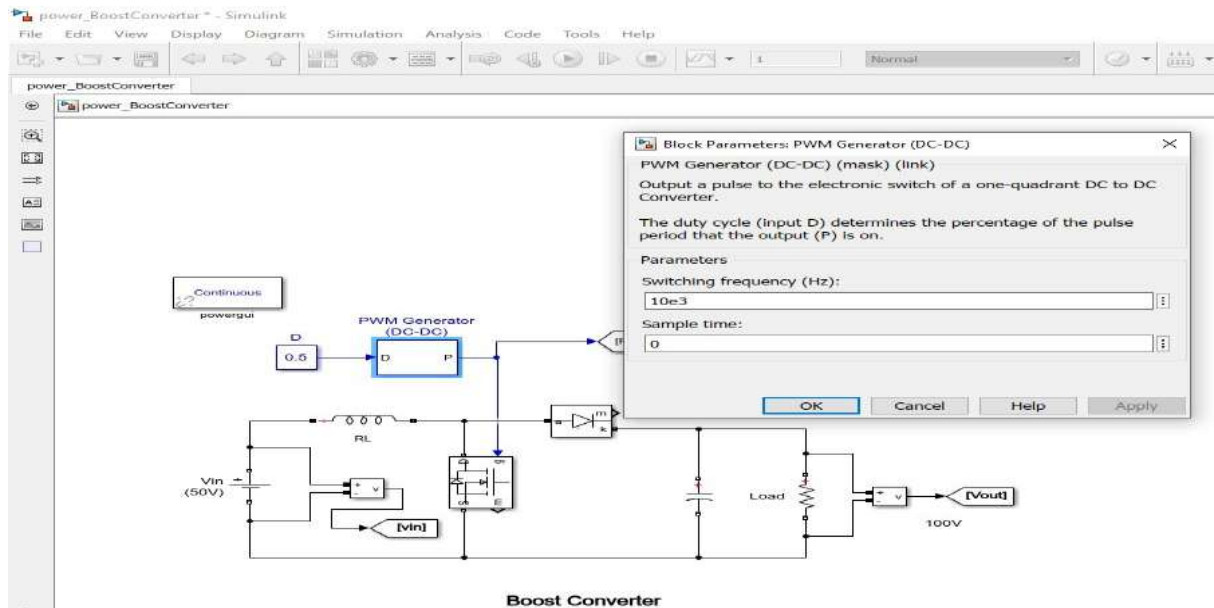 power_BoostConverter * - Simulink
File Edit View Display Diagram Simulation Analysis Code Tools Help
1 Normal
power_BoostConverter
power_BoostConverter
Block Parameters: PWM Generator (DC-DC)
PWM Generator (DC-DC) (mask) (link)
Output a pulse to the electronic switch of a one-quadrant DC to DC
Converter.
The duty cycle (input D) determines the percentage of the pulse
period that the output (P) is on.
Parameters
Switching frequency (Hz):
10e3
Sample time:
0
OK Cancel Help Apply
Continuous
powergui
PWM Generator
(DC-DC)
D
0.5
D P
RL
a m
k
Vin
(50V)
+ - v
[vin]
D g
S m
Load
+ - v
[Vout]
100V
Boost Converter